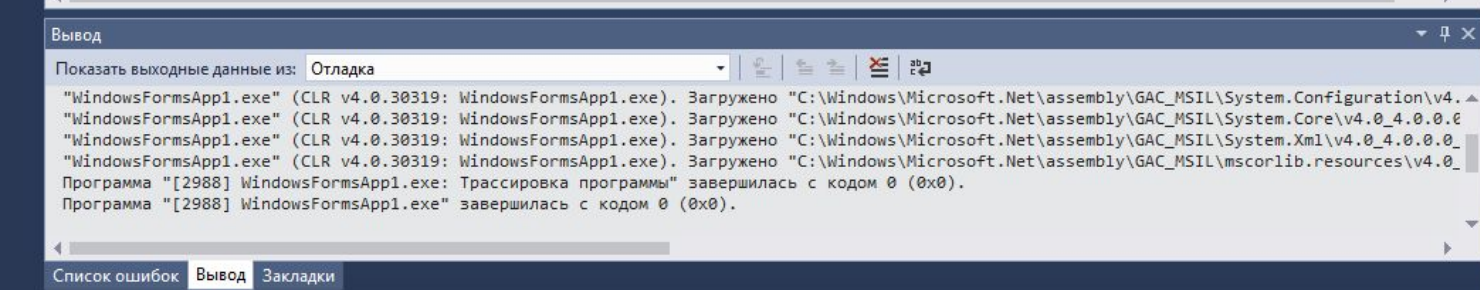 Вывод
Показать выходные данные из: Отладка
"WindowsFormsApp1.exe" (CLR v4.0.30319: WindowsFormsApp1.exe). Загружено "C:\Windows\Microsoft.Net\assembly\GAC_MSIL\System.Configuration\v4.
"WindowsFormsApp1.exe" (CLR v4.0.30319: WindowsFormsApp1.exe). Загружено "C:\Windows\Microsoft.Net\assembly\GAC_MSIL\System.Core\v4.0_4.0.0.0
"WindowsFormsApp1.exe" (CLR v4.0.30319: WindowsFormsApp1.exe). Загружено "C:\Windows\Microsoft.Net\assembly\GAC_MSIL\System.Xml\v4.0_4.0.0.0_
"WindowsFormsApp1.exe" (CLR v4.0.30319: WindowsFormsApp1.exe). Загружено "C:\Windows\Microsoft.Net\assembly\GAC_MSIL\mscorlib.resources\v4.0_
Программа "[2988] WindowsFormsApp1.exe: Трассировка программы" завершилась с кодом 0 (0x0).
Программа "[2988] WindowsFormsApp1.exe" завершилась с кодом 0 (0x0).
Список ошибок Вывод Закладки